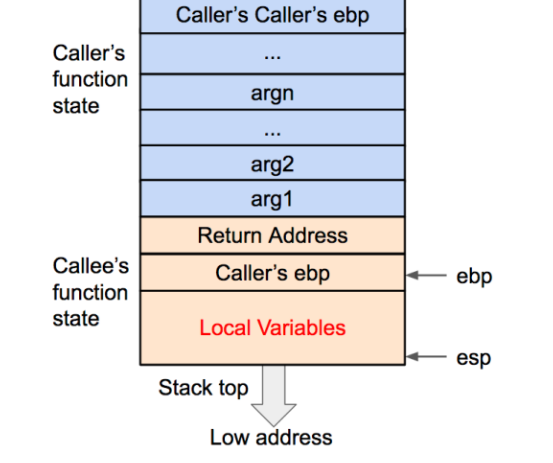 Caller's Caller's ebp
Caller's
function
state
...
argn
...
arg2
arg1
Return Address
Callee's
function
state
Caller's ebp
ebp
Local Variables
esp
Stack top
Low address